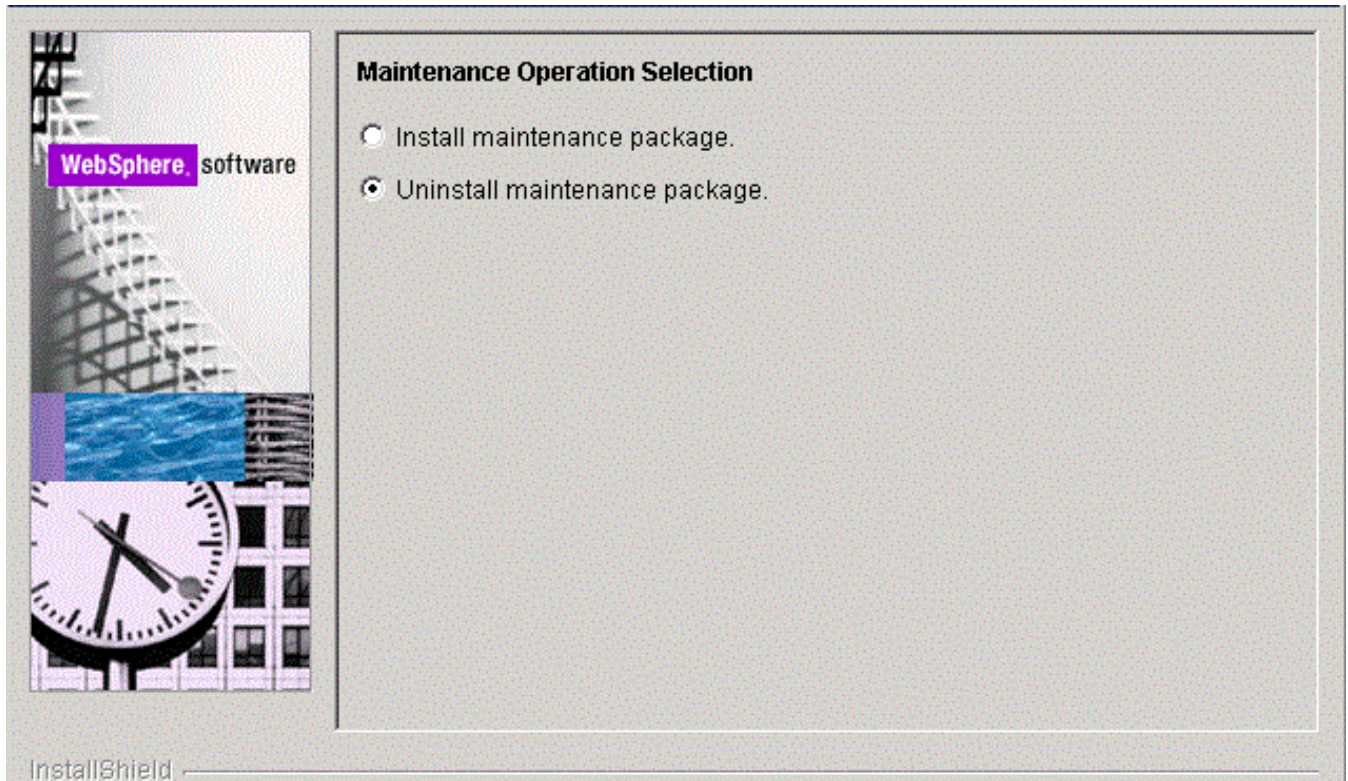 Maintenance Operation Selection
Install maintenance package.
Uninstall maintenance package.
WebSphere. software
InstallShield